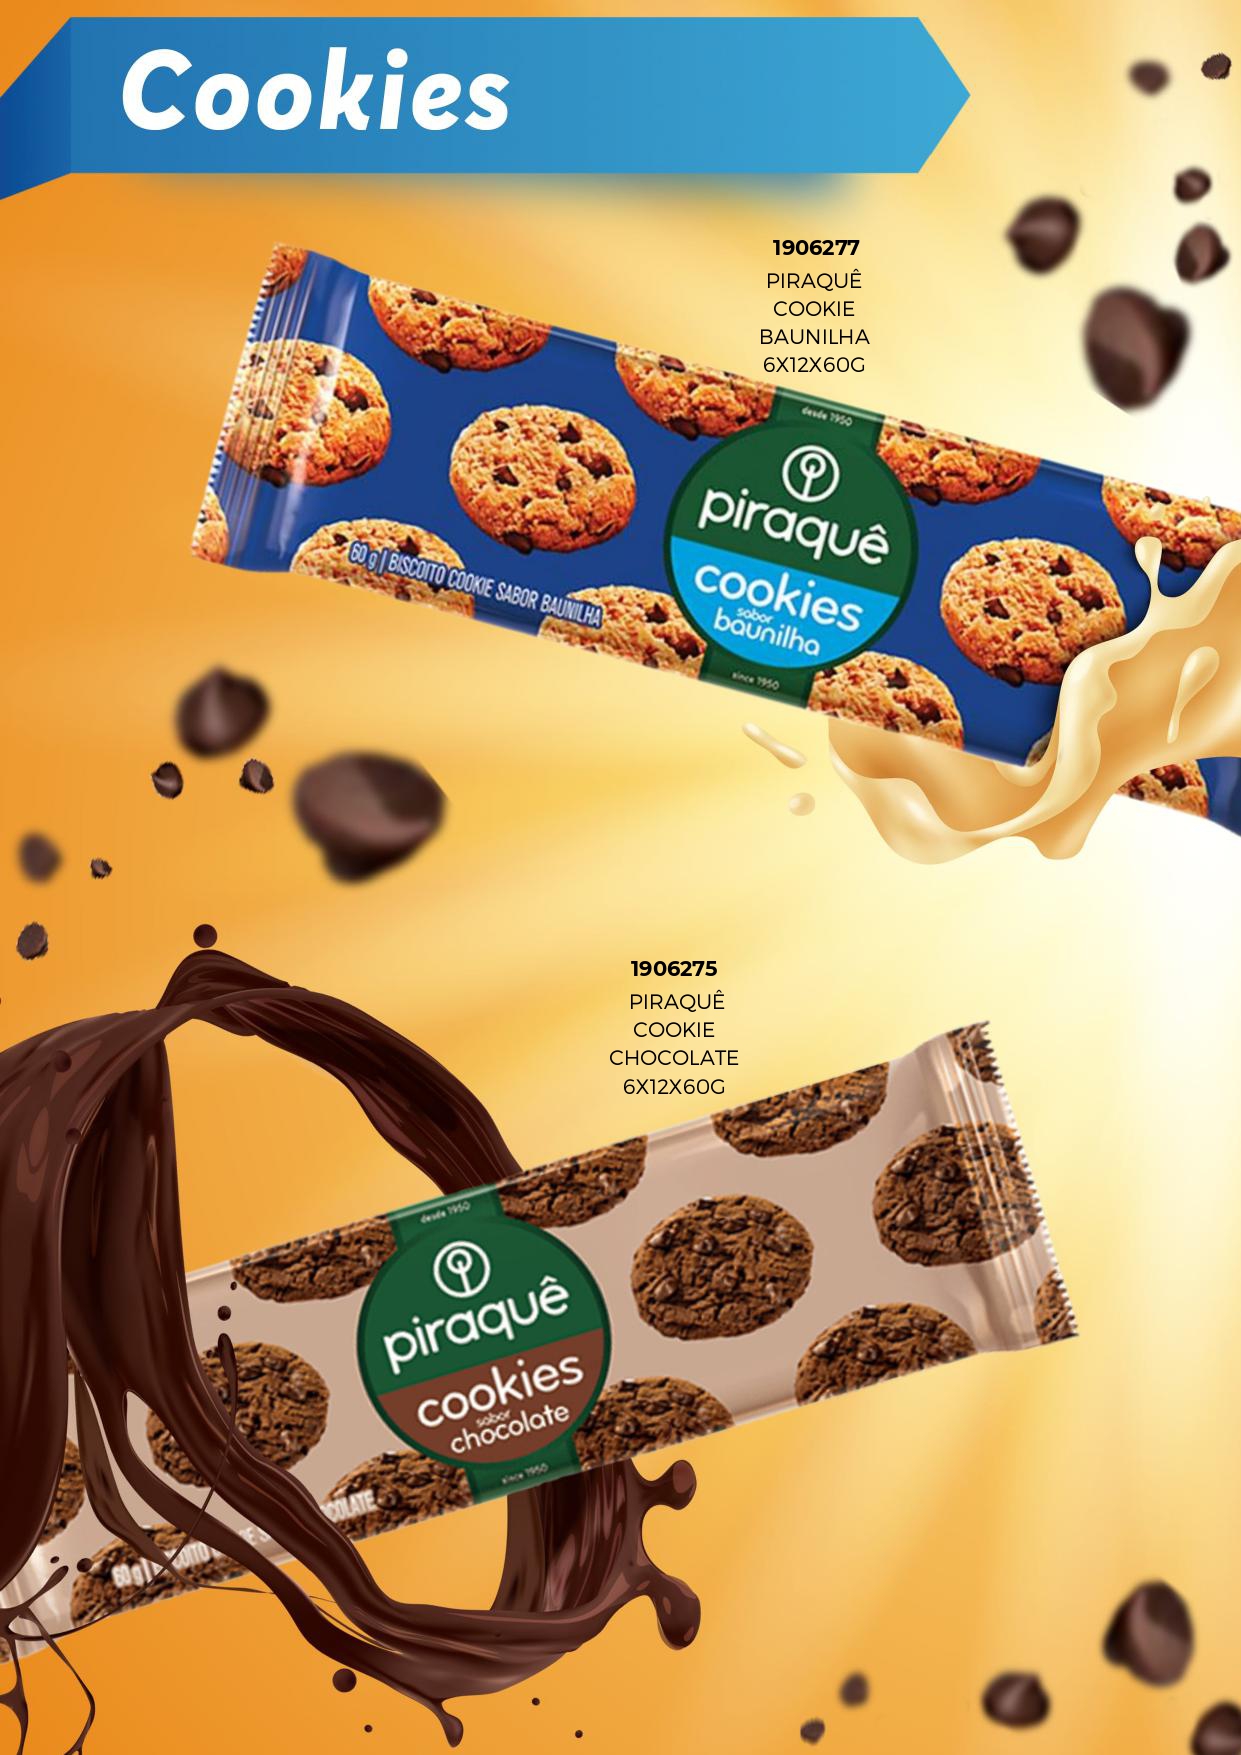 Cookies
1906277
PIRAQUÊ
COOKIE
BAUNILHA
6X12X60G
desde 1950
piraquê
cookies
sabor
baunilha
since 1950
60 g | BISCOITO COOKIE SABOR BAUNILHA
1906275
PIRAQUÊ
COOKIE
CHOCOLATE
6X12X60G
desde 1950
piraquê
cookies
sabor
chocolate
since 1950
60 g |